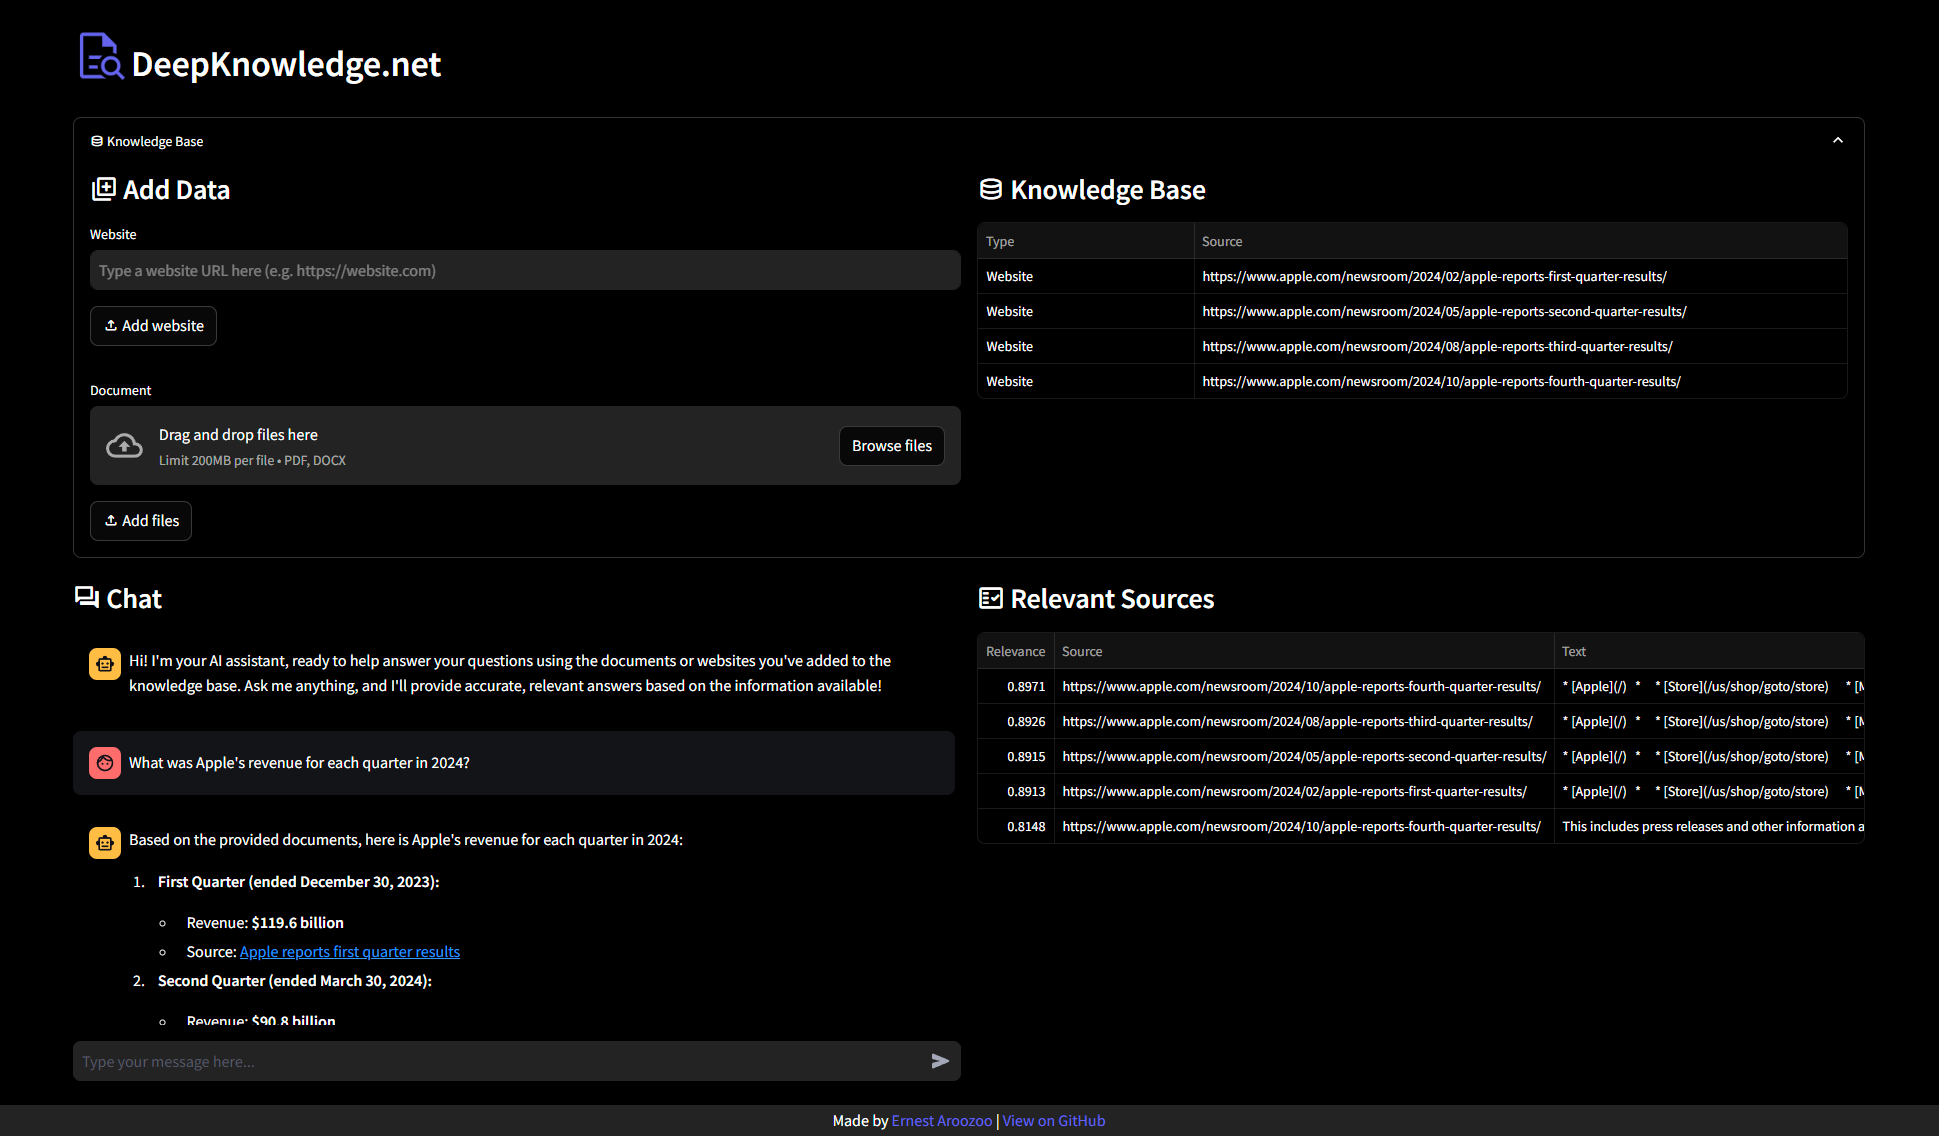 DeepKnowledge.net
Knowledge Base
Add Data
Website
Type a website URL here (e.g. https://website.com)
Add website
Document
Drag and drop files here
Limit 200MB per file • PDF, DOCX
Browse files
Add files
Knowledge Base
Type Source
Website https://www.apple.com/newsroom/2024/02/apple-reports-first-quarter-results/
Website https://www.apple.com/newsroom/2024/05/apple-reports-second-quarter-results/
Website https://www.apple.com/newsroom/2024/08/apple-reports-third-quarter-results/
Website https://www.apple.com/newsroom/2024/10/apple-reports-fourth-quarter-results/
Chat
Hi! I'm your AI assistant, ready to help answer your questions using the documents or websites you've added to the
knowledge base. Ask me anything, and I'll provide accurate, relevant answers based on the information available!
What was Apple's revenue for each quarter in 2024?
Based on the provided documents, here is Apple's revenue for each quarter in 2024:
1. First Quarter (ended December 30, 2023):
◦ Revenue: $119.6 billion
◦ Source: Apple reports first quarter results
2. Second Quarter (ended March 30, 2024):
◦ Revenue: $90.8 billion
Type your message here...
Relevant Sources
Relevance Source Text
0.8971 https://www.apple.com/newsroom/2024/10/apple-reports-fourth-quarter-results/ * [Apple](/) * * [Store](/us/shop/goto/store) * [M
0.8926 https://www.apple.com/newsroom/2024/08/apple-reports-third-quarter-results/ * [Apple](/) * * [Store](/us/shop/goto/store) * [M
0.8915 https://www.apple.com/newsroom/2024/05/apple-reports-second-quarter-results/ * [Apple](/) * * [Store](/us/shop/goto/store) * [M
0.8913 https://www.apple.com/newsroom/2024/02/apple-reports-first-quarter-results/ * [Apple](/) * * [Store](/us/shop/goto/store) * [M
0.8148 https://www.apple.com/newsroom/2024/10/apple-reports-fourth-quarter-results/ This includes press releases and other information a
Made by Ernest Aroozoo | View on GitHub